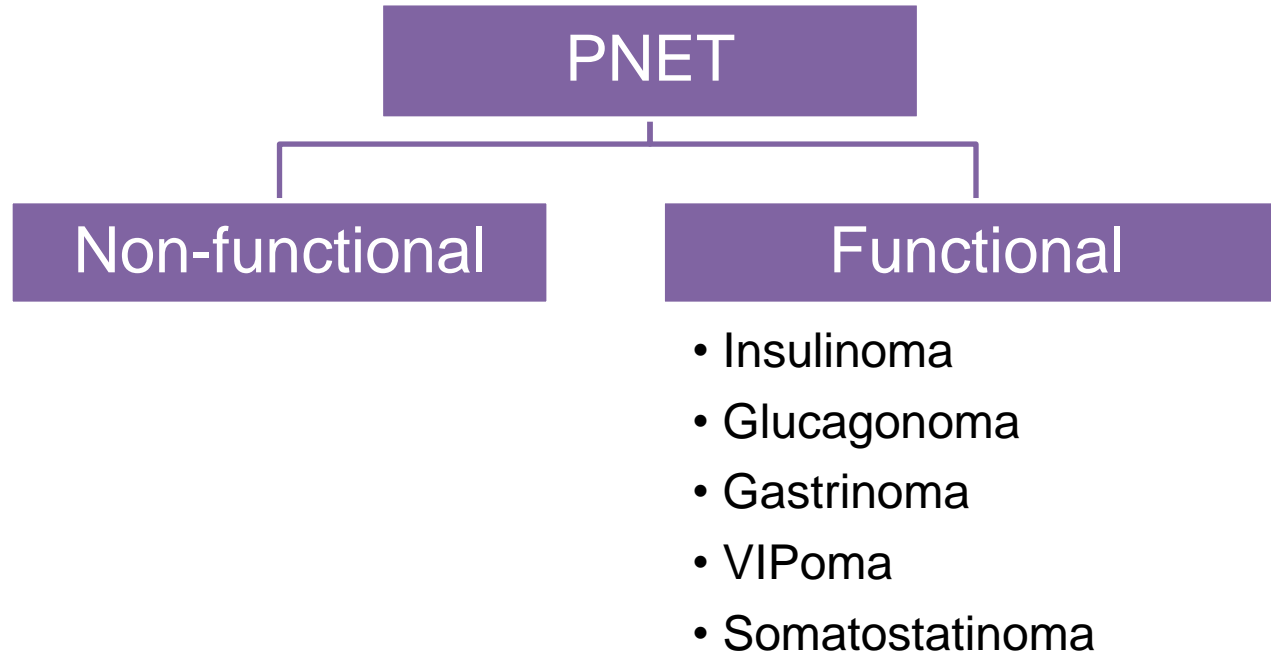 PNET
Non-functional
Functional
• Insulinoma
• Glucagonoma
• Gastrinoma
• VIPoma
• Somatostatinoma